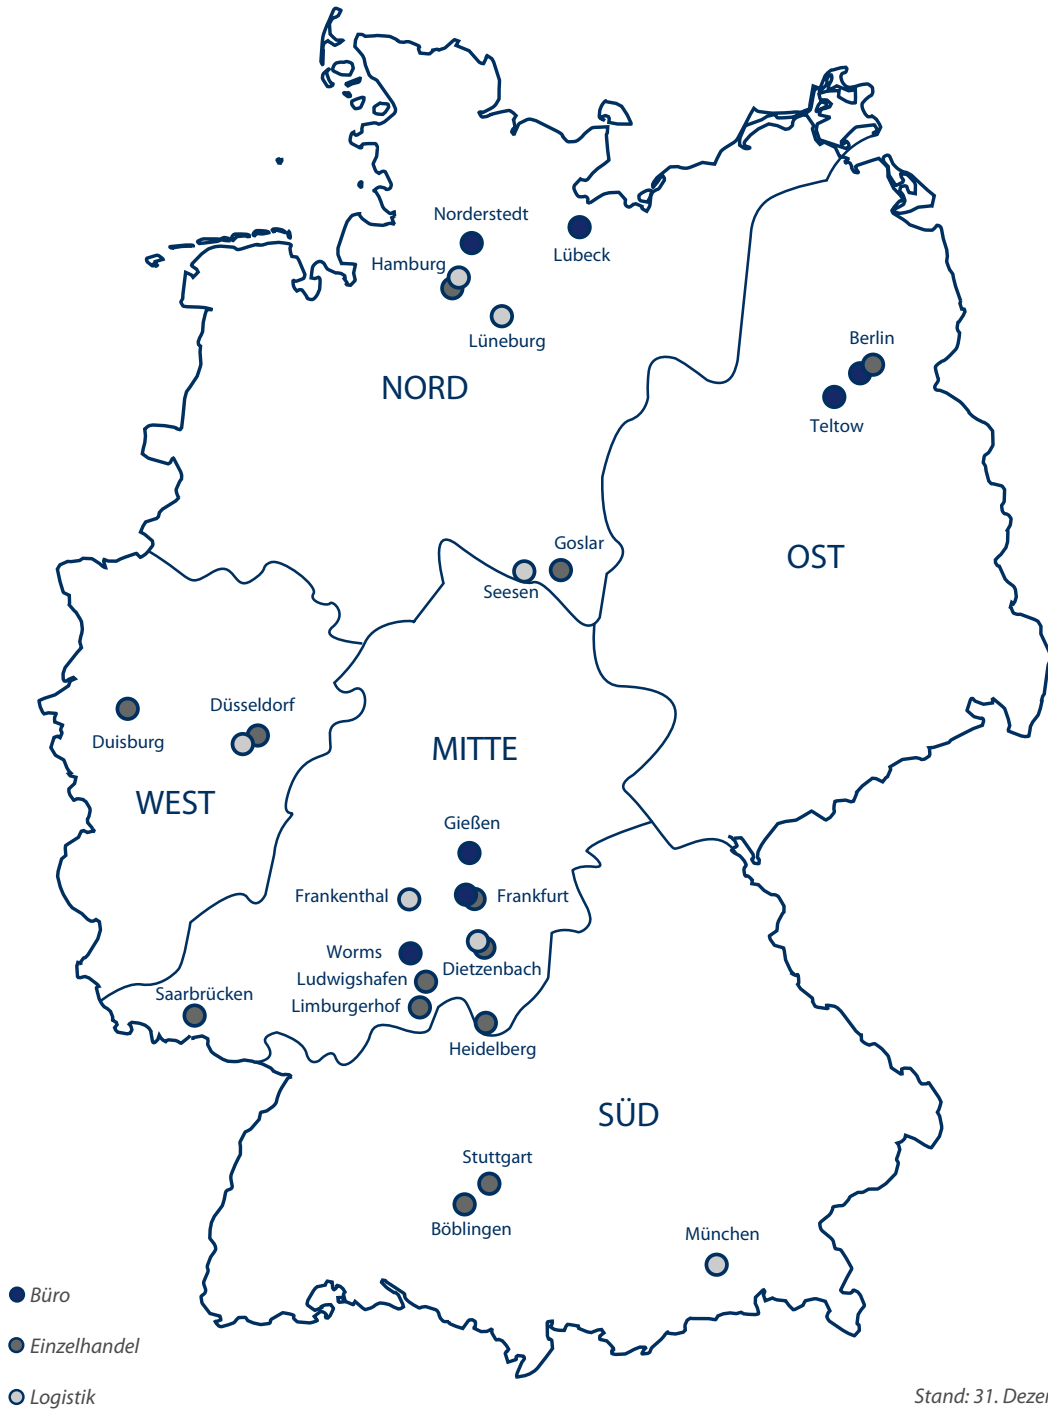 Norderstedt
Lübeck
Hamburg
Lüneburg
Berlin
NORD
Teltow
Goslar
OST
Seesen
Düsseldorf
Duisburg
MITTE
WEST
Gießen
Frankenthal
Frankfurt
Worms
Dietzenbach
Ludwigshafen
Saarbrücken
Limburgerhof
Heidelberg
SÜD
Stuttgart
Böblingen
München
Büro
Einzelhandel
Logistik
Stand: 31. Dezer